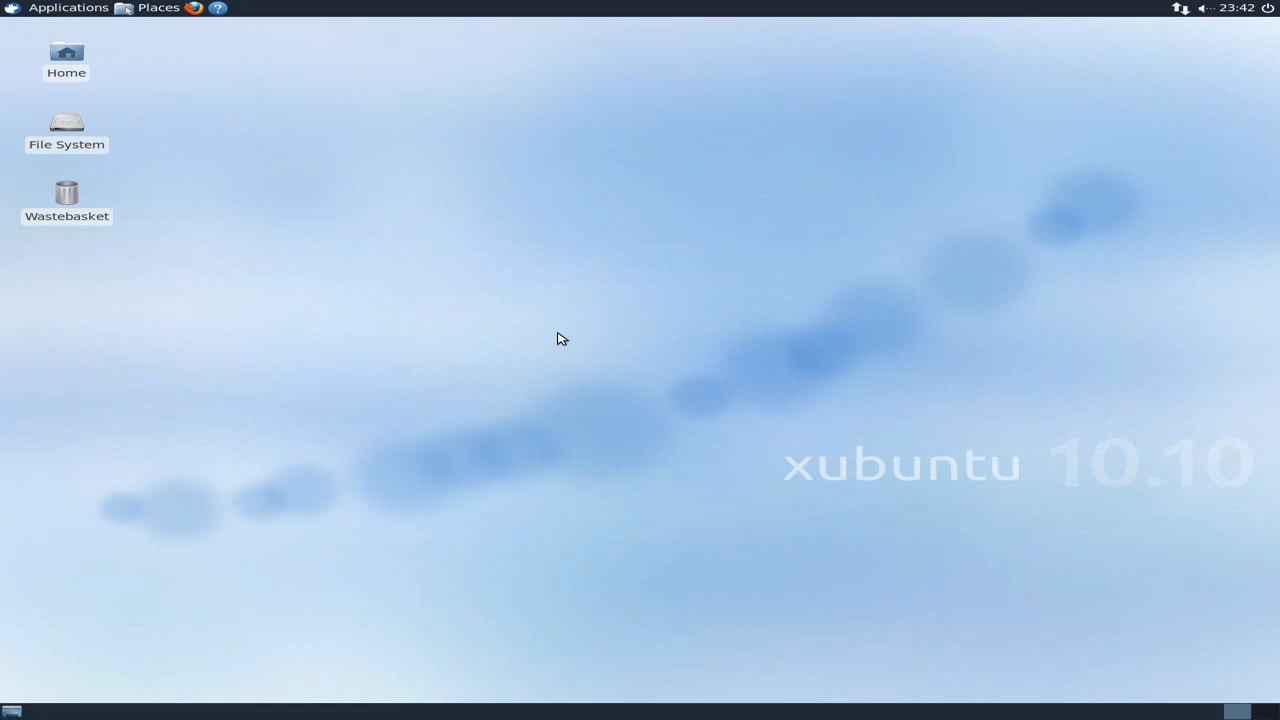 Applications Places ? 23:42
Home
File System
Wastebasket
xubuntu 10.10